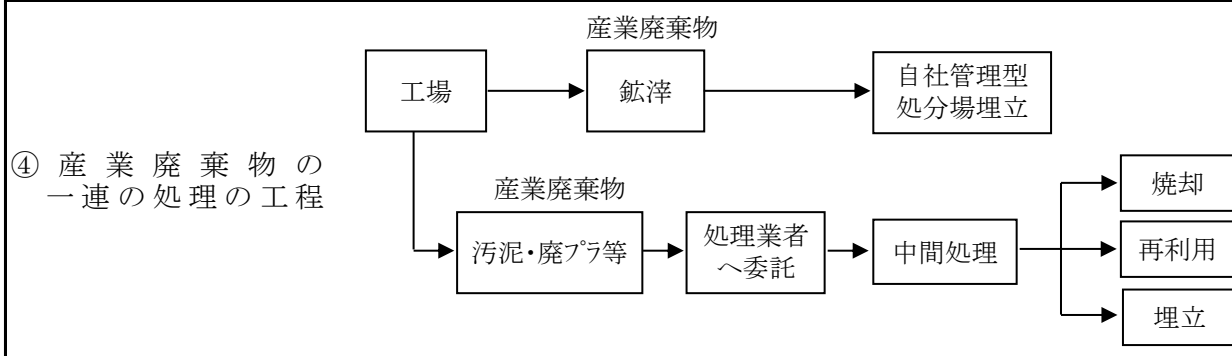 ④産業廃棄物の
一連の処理の工程
産業廃棄物
工場
鉱滓
自社管理型
処分場埋立
産業廃棄物
汚泥・廃プラ等
処理業者
へ委託
中間処理
焼却
再利用
埋立